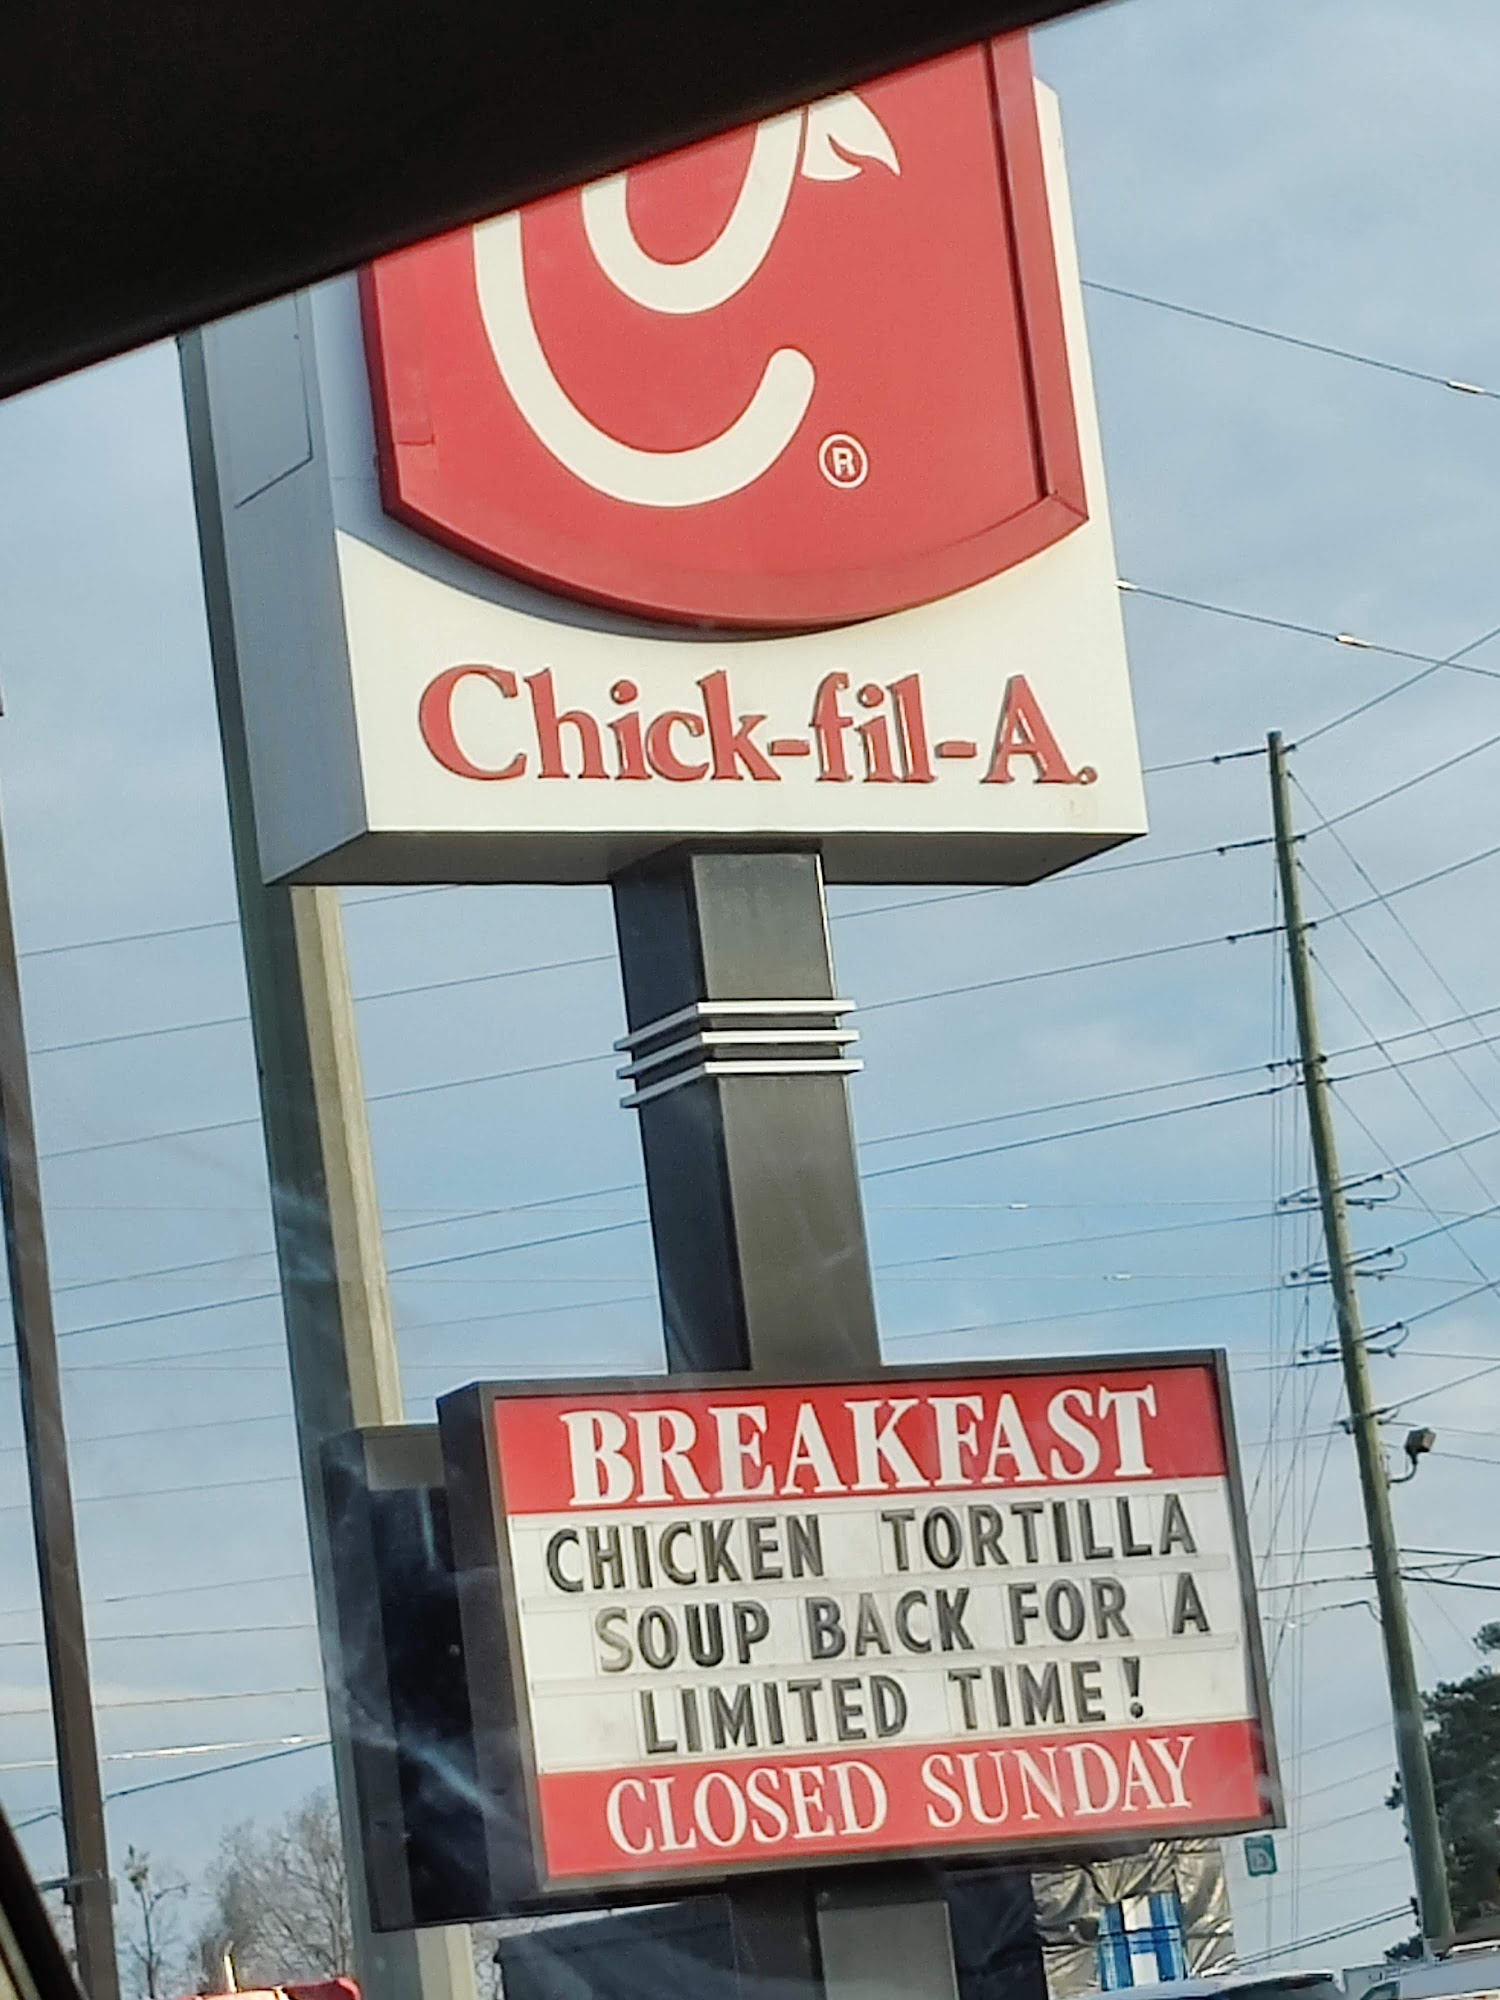 ®
Chick-fil-A.
BREAKFAST
CHICKEN TORTILLA
SOUP BACK FOR A
LIMITED TIME!
CLOSED SUNDAY